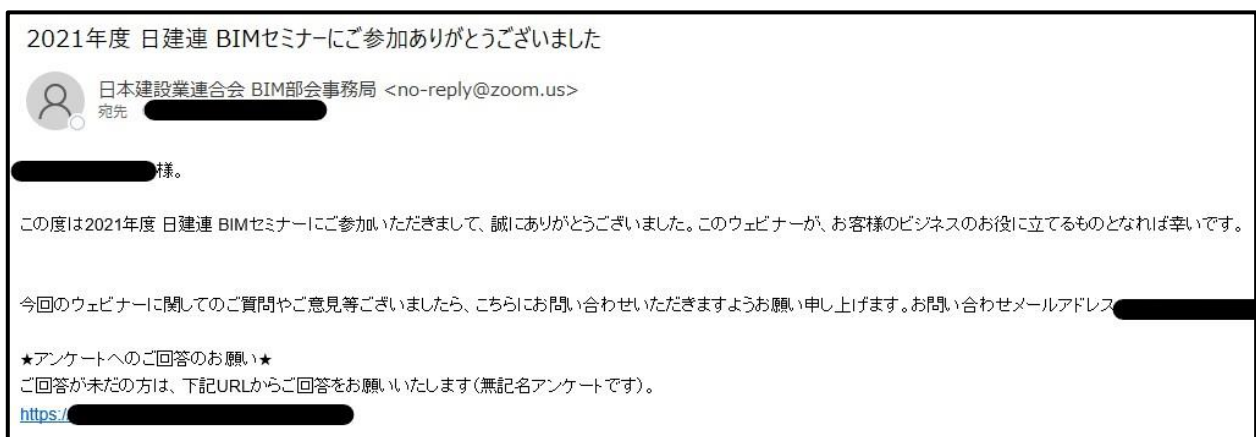 2021年度 日建連 BIMセミナーにご参加ありがとうございました
日本建設業連合会 BIM部会事務局 <no-reply@zoom.us>
宛先
様。
この度は2021年度 日建連 BIMセミナーにご参加いただきまして、誠にありがとうございました。このウェビナーが、お客様のビジネスのお役に立てるものとなれば幸いです。
今回のウェビナーに関してのご質問やご意見等ございましたら、こちらにお問い合わせいただきますようお願い申し上げます。お問い合わせメールアドレス
★アンケートへのご回答のお願い★
ご回答が未だの方は、下記URLからご回答をお願いいたします(無記名アンケートです)。
https:/